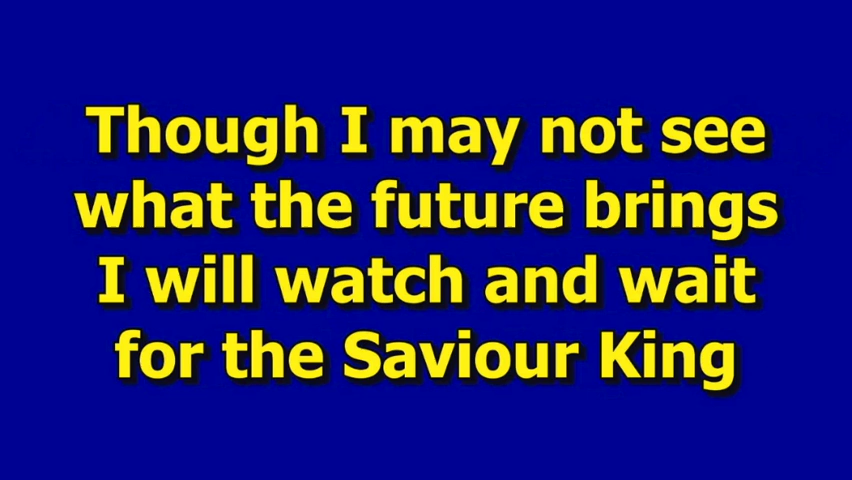 Though I may not see
what the future brings
I will watch and wait
for the Saviour King